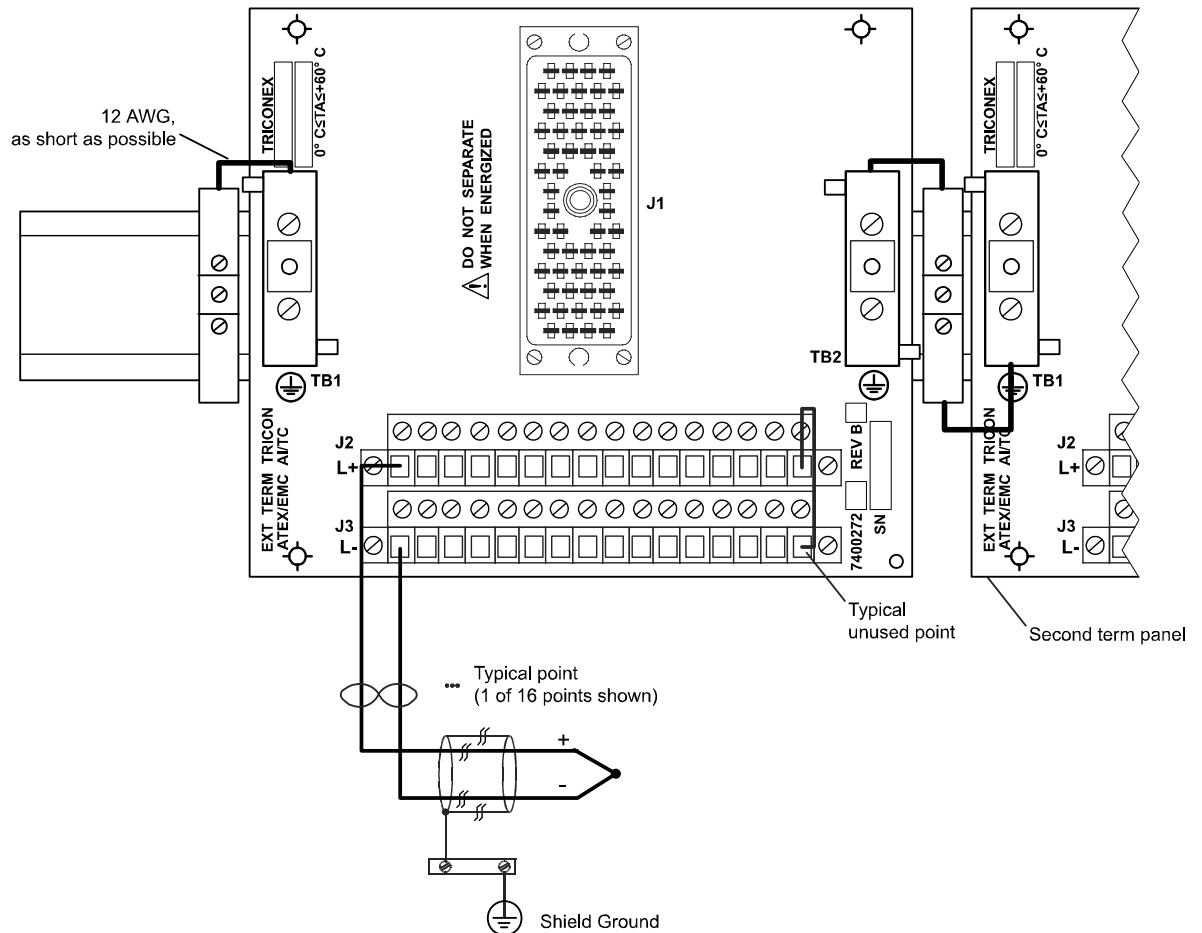 12 AWG,
as short as possible
TRICONEX
0° C≤TA≤+60° C
⚠ DO NOT SEPARATE
WHEN ENERGIZED
J1
TB1
TB2
EXT TERM TRICON
ATEX/EMC AI/TC
J2
L+
J3
L-
7400272
REV B
SN
TRICONEX
0° C≤TA≤+60° C
TB1
EXT TERM TRICON
ATEX/EMC AI/TC
J2
L+
J3
L-
Typical
unused point
Second term panel
Typical point
(1 of 16 points shown)
+
-
Shield Ground